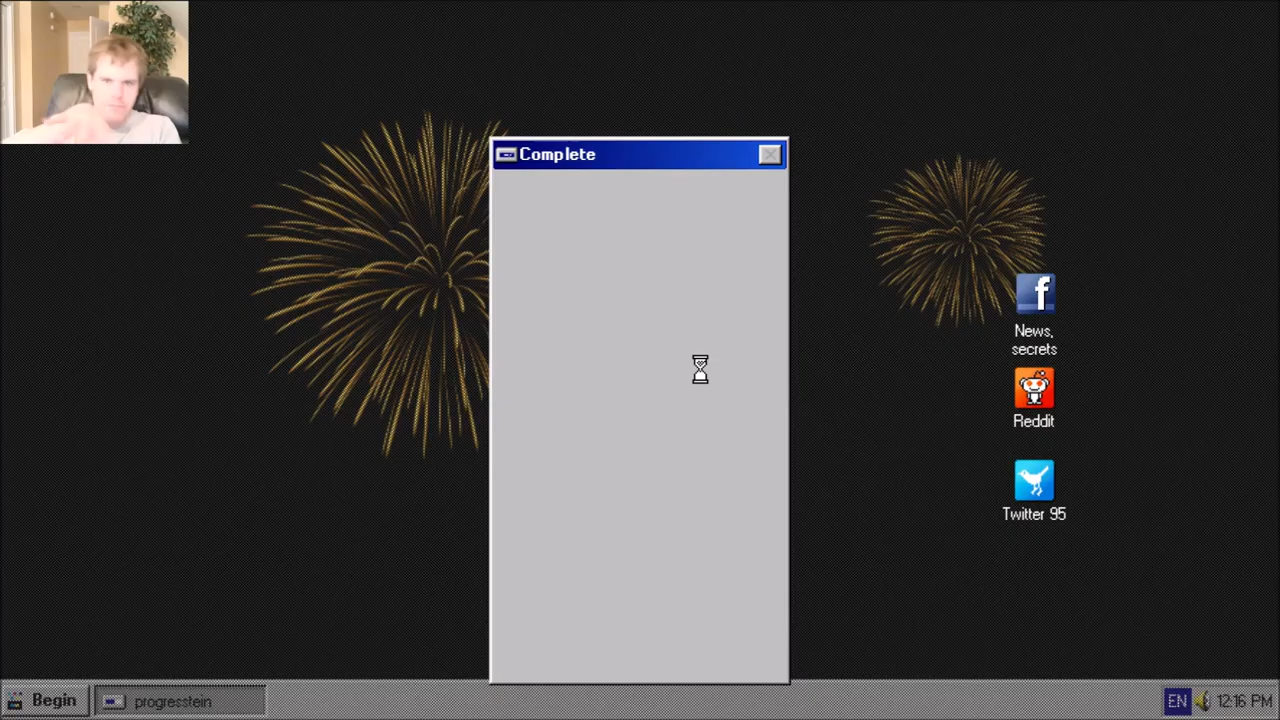 Complete
f
News,
secrets
Reddit
Twitter 95
Begin
progresstein
EN
12:16 PM